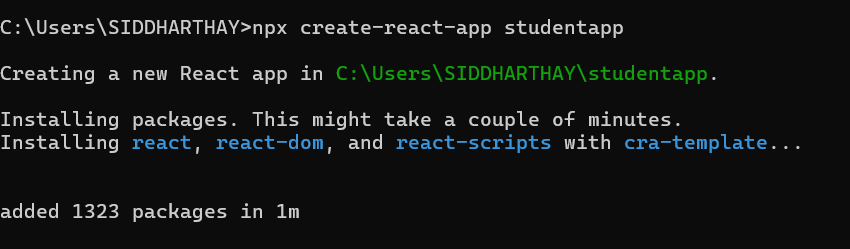 C:\Users\SIDDHARTHAY>npx create-react-app studentapp
Creating a new React app in C:\Users\SIDDHARTHAY\studentapp.
Installing packages. This might take a couple of minutes.
Installing react, react-dom, and react-scripts with cra-template...
added 1323 packages in 1m